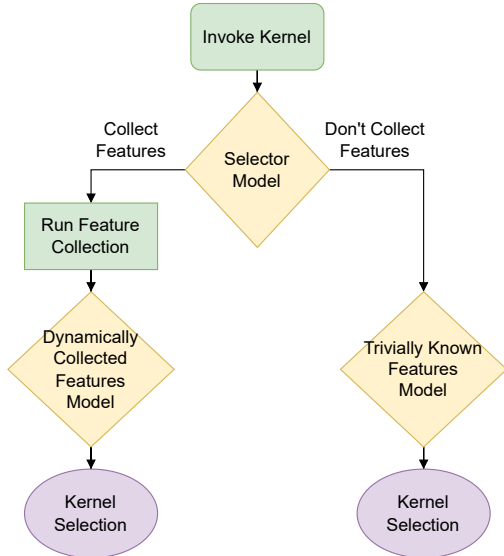 Invoke Kernel
Collect
Features
Don't Collect
Features
Selector
Model
Run Feature
Collection
Dynamically
Collected
Features
Model
Trivially Known
Features
Model
Kernel
Selection
Kernel
Selection